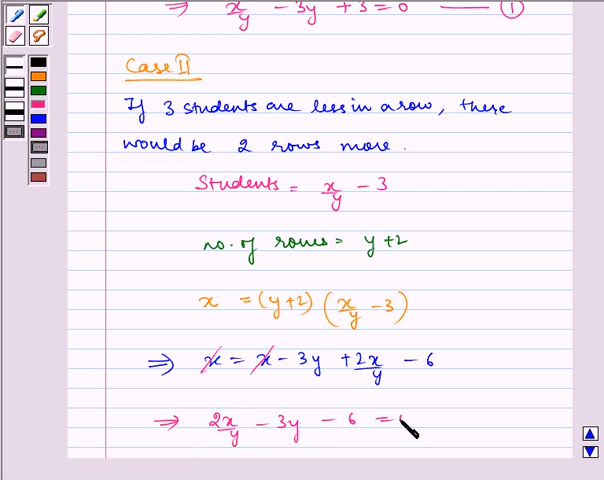 ⇒ x/y - 3y + 3 = 0 —— ①
Case II
If 3 students are less in a row, there
would be 2 rows more.
Students = x/y - 3
no. of rows = y + 2
x = (y+2) (x/y - 3)
⇒ x = x - 3y + 2x/y - 6
⇒ 2x/y - 3y - 6 =